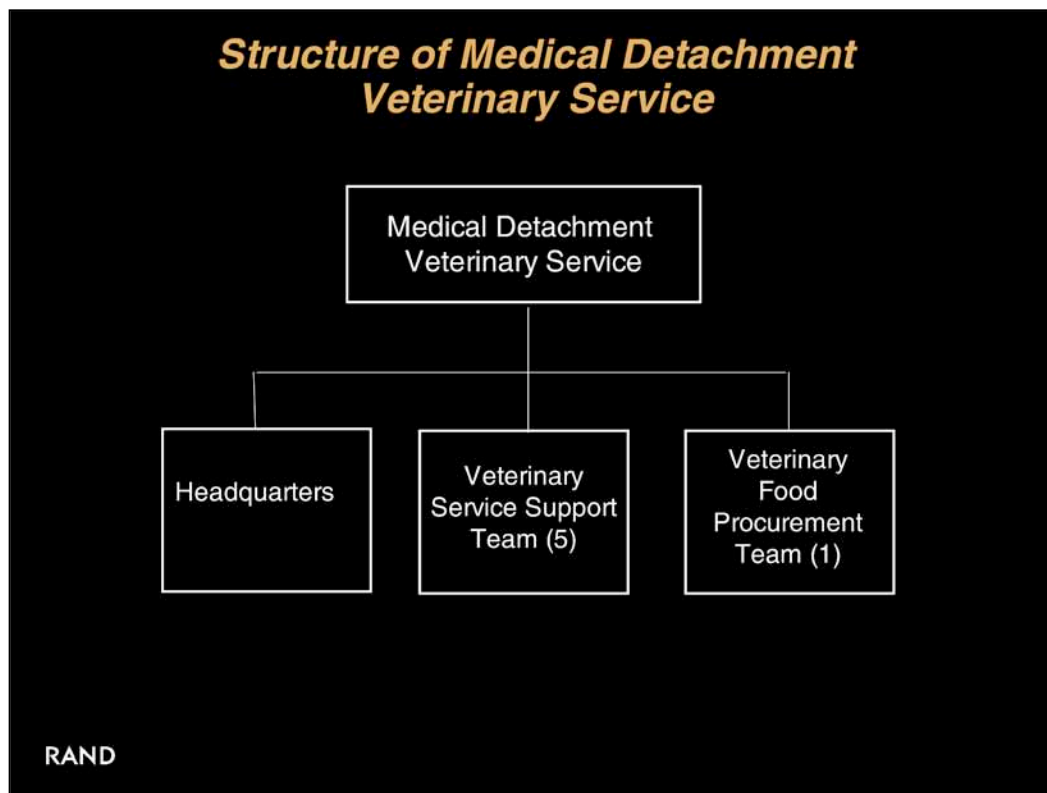 Structure of Medical Detachment
Veterinary Service
Medical Detachment
Veterinary Service
Headquarters
Veterinary
Service Support
Team (5)
Veterinary
Food
Procurement
Team (1)
RAND